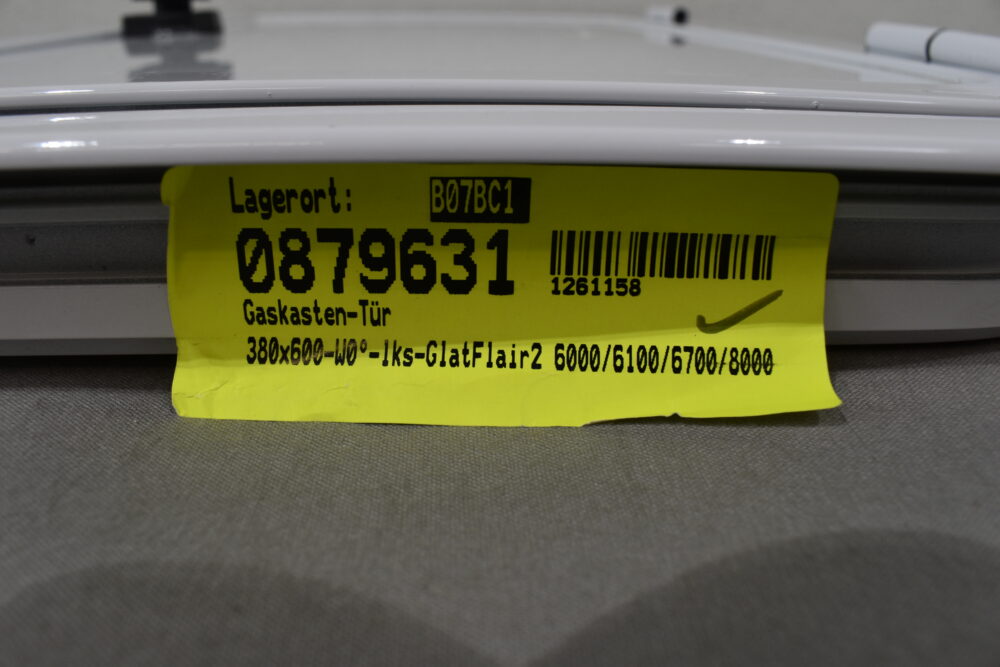 Lagerort: B07BC1
0879631
1261158
Gaskasten-Tür
380x600-W0°-lks-GlatFlair2 6000/6100/6700/8000